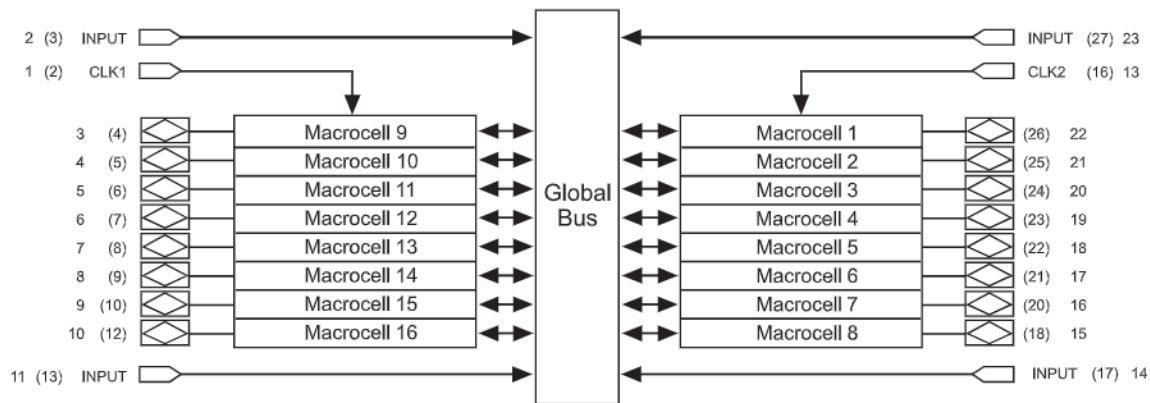 2 (3) INPUT INPUT (27) 23
1 (2) CLK1 CLK2 (16) 13
3 (4) Macrocell 9 Macrocell 1 (26) 22
4 (5) Macrocell 10 Macrocell 2 (25) 21
5 (6) Macrocell 11 Macrocell 3 (24) 20
6 (7) Macrocell 12 Macrocell 4 (23) 19
7 (8) Macrocell 13 Macrocell 5 (22) 18
8 (9) Macrocell 14 Macrocell 6 (21) 17
9 (10) Macrocell 15 Macrocell 7 (20) 16
10 (12) Macrocell 16 Macrocell 8 (18) 15
Global
Bus
11 (13) INPUT INPUT (17) 14